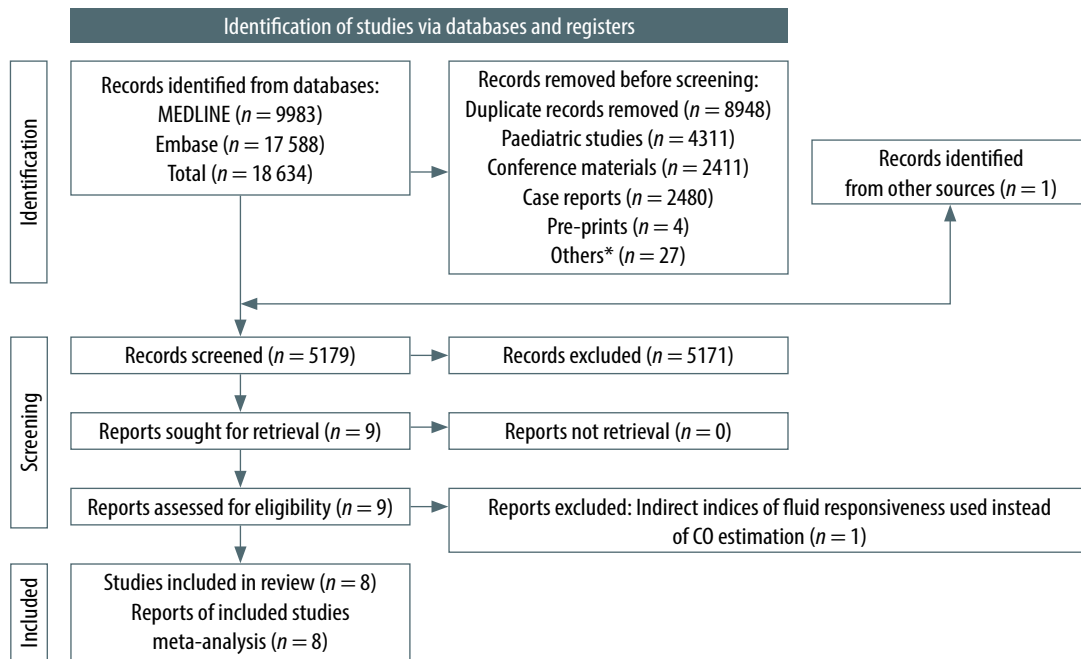 Identification of studies via databases and registers
Identification
Records identified from databases:
MEDLINE (n = 9983)
Embase (n = 17 588)
Total (n = 18 634)
Records removed before screening:
Duplicate records removed (n = 8948)
Paediatric studies (n = 4311)
Conference materials (n = 2411)
Case reports (n = 2480)
Pre-prints (n = 4)
Others* (n = 27)
Records identified
from other sources (n = 1)
Screening
Records screened (n = 5179)
Records excluded (n = 5171)
Reports sought for retrieval (n = 9)
Reports not retrieval (n = 0)
Reports assessed for eligibility (n = 9)
Reports excluded: Indirect indices of fluid responsiveness used instead
of CO estimation (n = 1)
Included
Studies included in review (n = 8)
Reports of included studies
meta-analysis (n = 8)